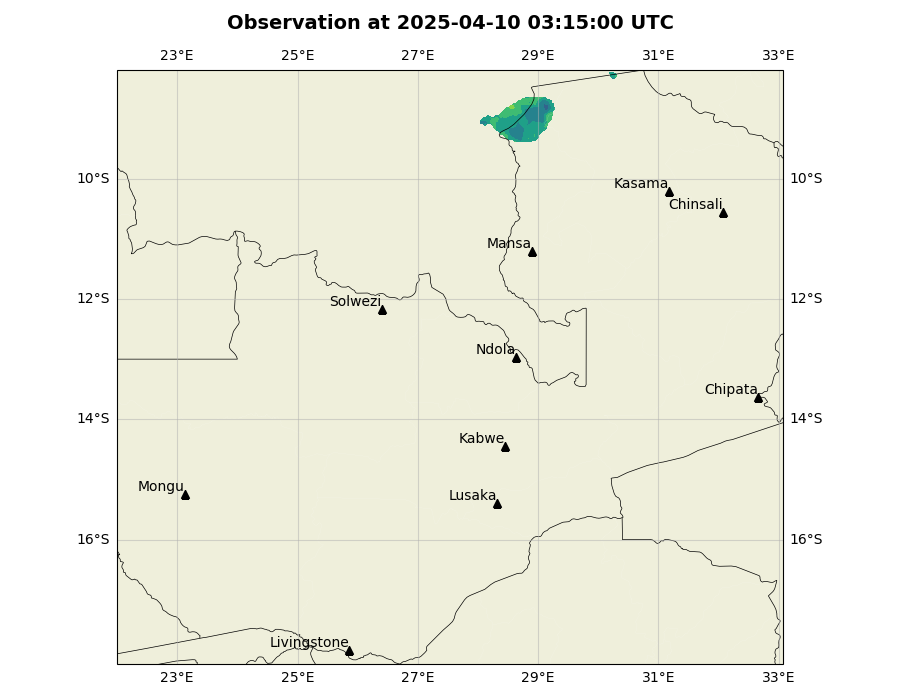 Observation at 2025-04-10 03:15:00 UTC
23°E 25°E 27°E 29°E 31°E 33°E
10°S 10°S
Kasama
Chinsali
Mansa
12°S 12°S
Solwezi
Ndola
Chipata
14°S 14°S
Kabwe
Mongu
Lusaka
16°S 16°S
Livingstone
23°E 25°E 27°E 29°E 31°E 33°E